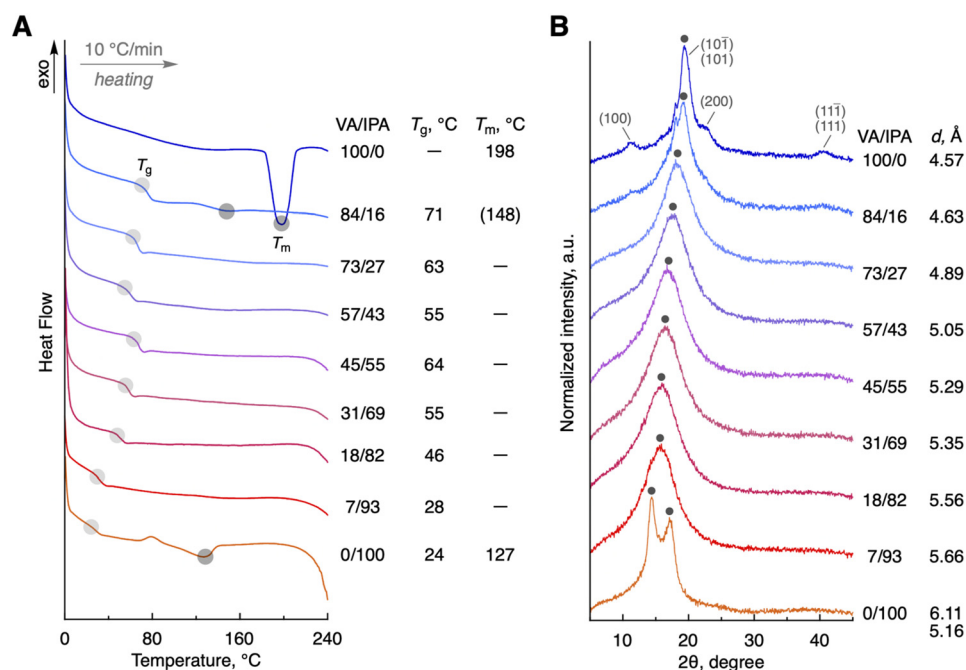 A
exo
10 °C/min
heating
VA/IPA Tg, °C Tm, °C
100/0 — 198
Tg
84/16 71 (148)
Tm
73/27 63 —
57/43 55 —
45/55 64 —
31/69 55 —
18/82 46 —
7/93 28 —
0/100 24 127
Heat Flow
0 80 160 240
Temperature, °C
B
(101̄)
(101)
(100)
(200)
(111̄)
(111)
VA/IPA d, Å
100/0 4.57
84/16 4.63
73/27 4.89
57/43 5.05
45/55 5.29
31/69 5.35
18/82 5.56
7/93 5.66
0/100 6.11
5.16
Normalized intensity, a.u.
10 20 30 40
2θ, degree